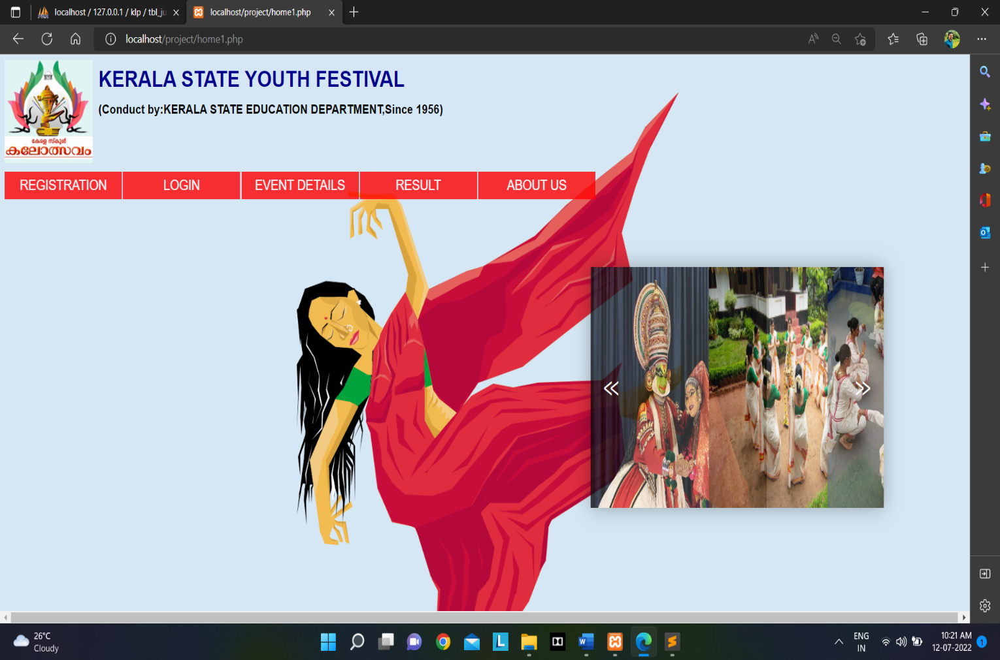 localhost / 127.0.0.1 / klp / tbl_ju
localhost/project/home1.php
localhost/project/home1.php
KERALA STATE YOUTH FESTIVAL
(Conduct by:KERALA STATE EDUCATION DEPARTMENT,Since 1956)
കേരള സ്കൂൾ
കലോത്സവം
REGISTRATION
LOGIN
EVENT DETAILS
RESULT
ABOUT US
26°C
Cloudy
ENG
IN
10:21 AM
12-07-2022
1